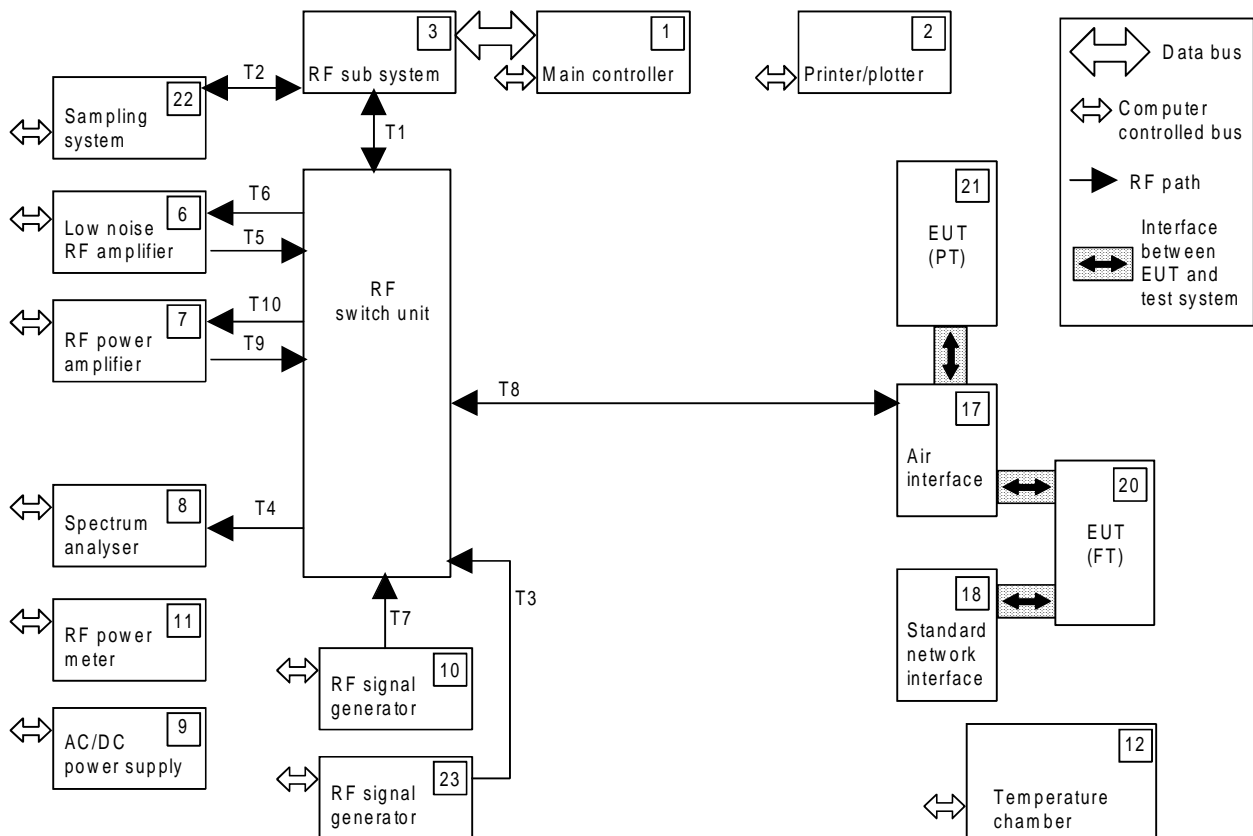 3
RF sub system
1
Main controller
2
Printer/plotter
Data bus
Computer
controlled bus
RF path
Interface
between
EUT and
test system
T2
22
Sampling
system
T1
T6
6
Low noise
RF amplifier
T5
RF
switch unit
T10
7
RF power
amplifier
T9
21
EUT
(PT)
T8
17
Air
interface
20
EUT
(FT)
8
Spectrum
analyser
T4
18
Standard
network
interface
T3
T7
11
RF power
meter
10
RF signal
generator
9
AC/DC
power supply
23
RF signal
generator
12
Temperature
chamber